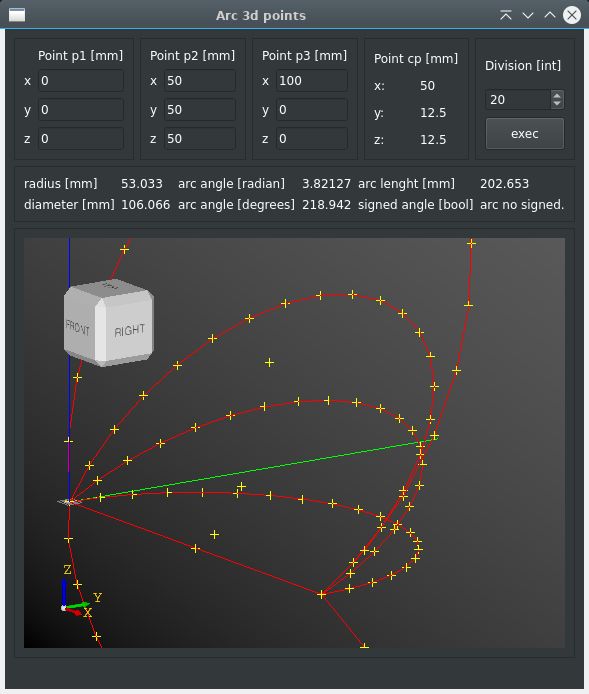 Arc 3d points
Point p1 [mm] Point p2 [mm] Point p3 [mm] Point cp [mm] Division [int]
x 0 x 50 x 100 x: 50
y 0 y 50 y 0 y: 12.5 20
z 0 z 50 z 0 z: 12.5 exec
radius [mm] 53.033 arc angle [radian] 3.82127 arc lenght [mm] 202.653
diameter [mm] 106.066 arc angle [degrees] 218.942 signed angle [bool] arc no signed.
FRONT RIGHT
Z
Y
X